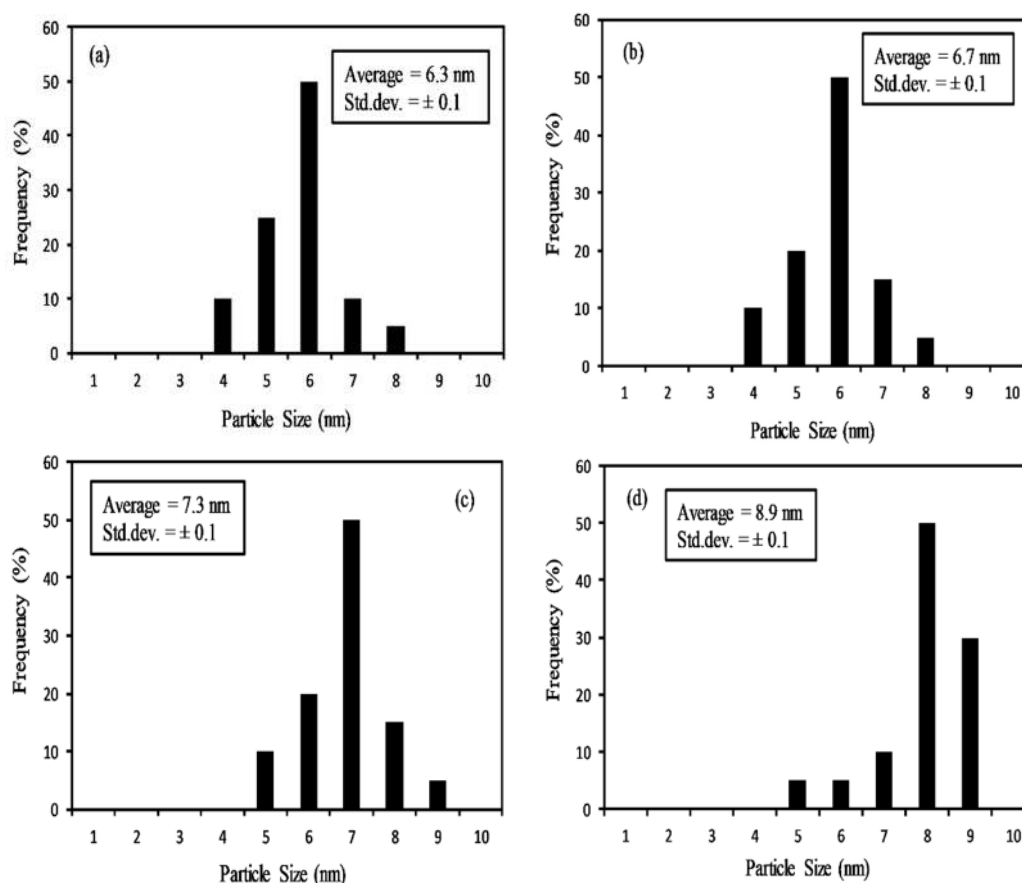 (a)
Average = 6.3 nm
Std.dev. = ± 0.1
Frequency (%)
60
50
40
30
20
10
0
1 2 3 4 5 6 7 8 9 10
Particle Size (nm)
(b)
Average = 6.7 nm
Std.dev. = ± 0.1
Frequency (%)
60
50
40
30
20
10
0
1 2 3 4 5 6 7 8 9 10
Particle Size (nm)
(c)
Average = 7.3 nm
Std.dev. = ± 0.1
Frequency (%)
60
50
40
30
20
10
0
1 2 3 4 5 6 7 8 9 10
Particle Size (nm)
(d)
Average = 8.9 nm
Std.dev. = ± 0.1
Frequency (%)
60
50
40
30
20
10
0
1 2 3 4 5 6 7 8 9 10
Particle Size (nm)